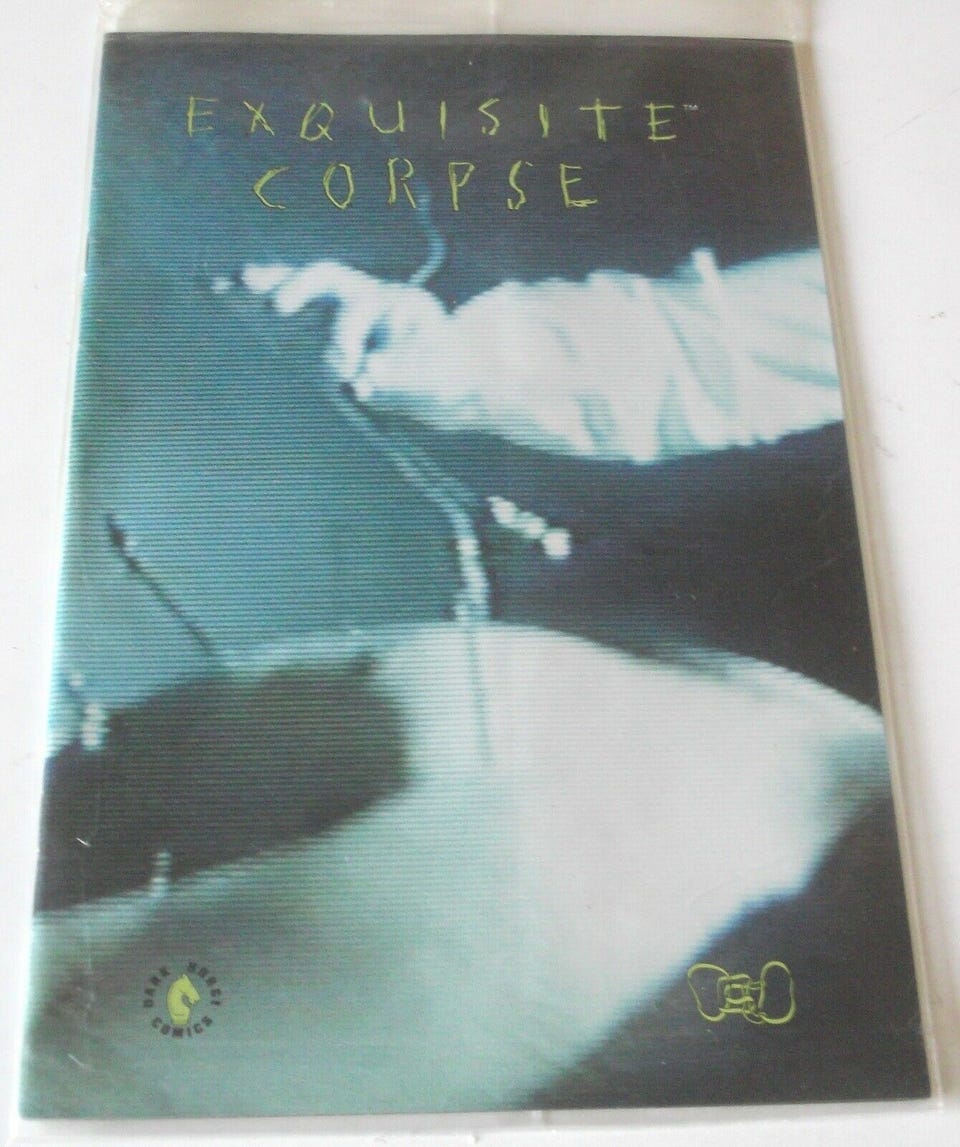 EXQUISITE™
CORPSE
DARK HORSE
COMICS